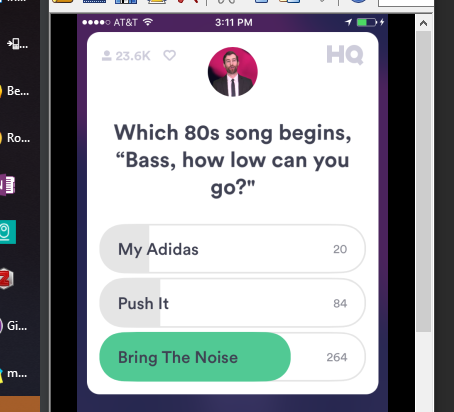 AT&T 3:11 PM
23.6K HQ
Which 80s song begins,
“Bass, how low can you
go?"
My Adidas 20
Push It 84
Bring The Noise 264
...
Be...
Ro...
N
Z
Gi...
m...